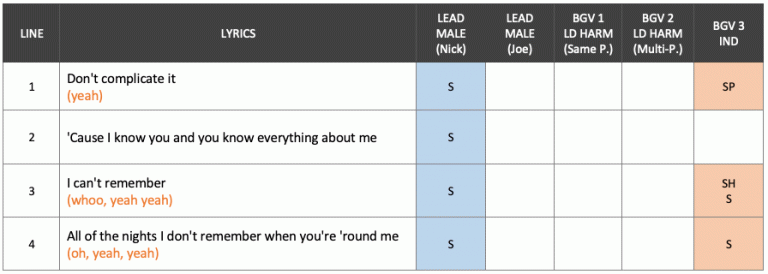 LINE LYRICS LEAD MALE (Nick) LEAD MALE (Joe) BGV 1 LD HARM (Same P.) BGV 2 LD HARM (Multi-P.) BGV 3 IND
1 Don't complicate it S SP
(yeah)
2 'Cause I know you and you know everything about me S
3 I can't remember S SH
(whoo, yeah yeah) S
4 All of the nights I don't remember when you're 'round me S S
(oh, yeah, yeah)